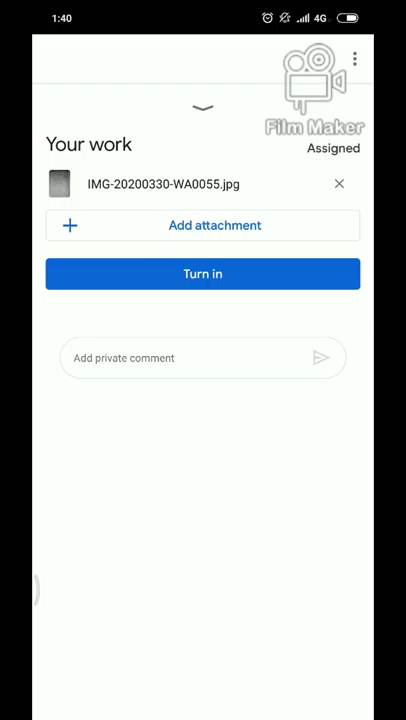 1:40
4G
Film Maker
Your work
Assigned
IMG-20200330-WA0055.jpg
Add attachment
Turn in
Add private comment